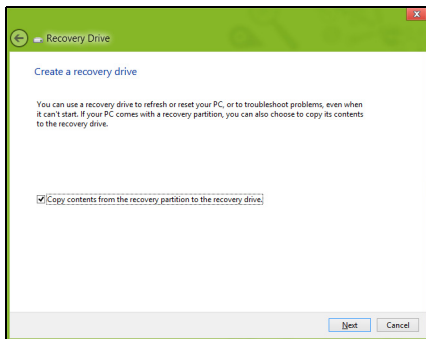 Recovery Drive
Create a recovery drive
You can use a recovery drive to refresh or reset your PC, or to troubleshoot problems, even when
it can't start. If your PC comes with a recovery partition, you can also choose to copy its contents
to the recovery drive.
Copy contents from the recovery partition to the recovery drive.
Next Cancel